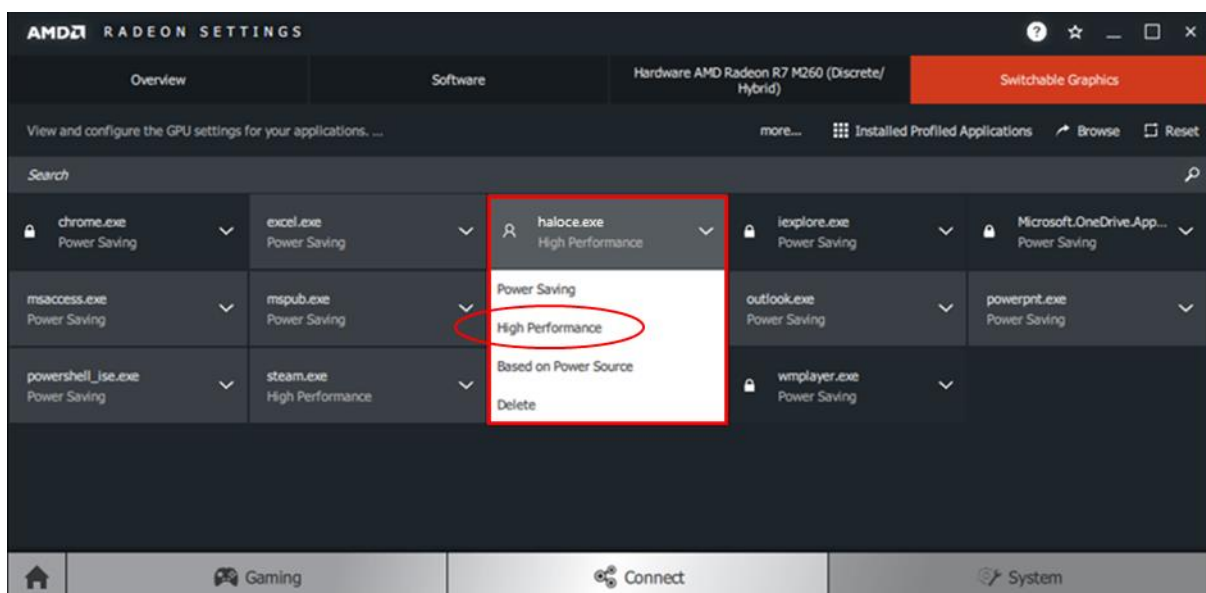 AMD RADEON SETTINGS
Overview
Software
Hardware AMD Radeon R7 M260 (Discrete/
Hybrid)
Switchable Graphics
View and configure the GPU settings for your applications. ...
more...
Installed Profiled Applications
Browse
Reset
Search
chrome.exe
Power Saving
excel.exe
Power Saving
haloce.exe
High Performance
iexplore.exe
Power Saving
Microsoft.OneDrive.App...
Power Saving
msaccess.exe
Power Saving
mspub.exe
Power Saving
Power Saving
High Performance
Based on Power Source
Delete
outlook.exe
Power Saving
powerpnt.exe
Power Saving
powershell_ise.exe
Power Saving
steam.exe
High Performance
wmplayer.exe
Power Saving
Gaming
Connect
System